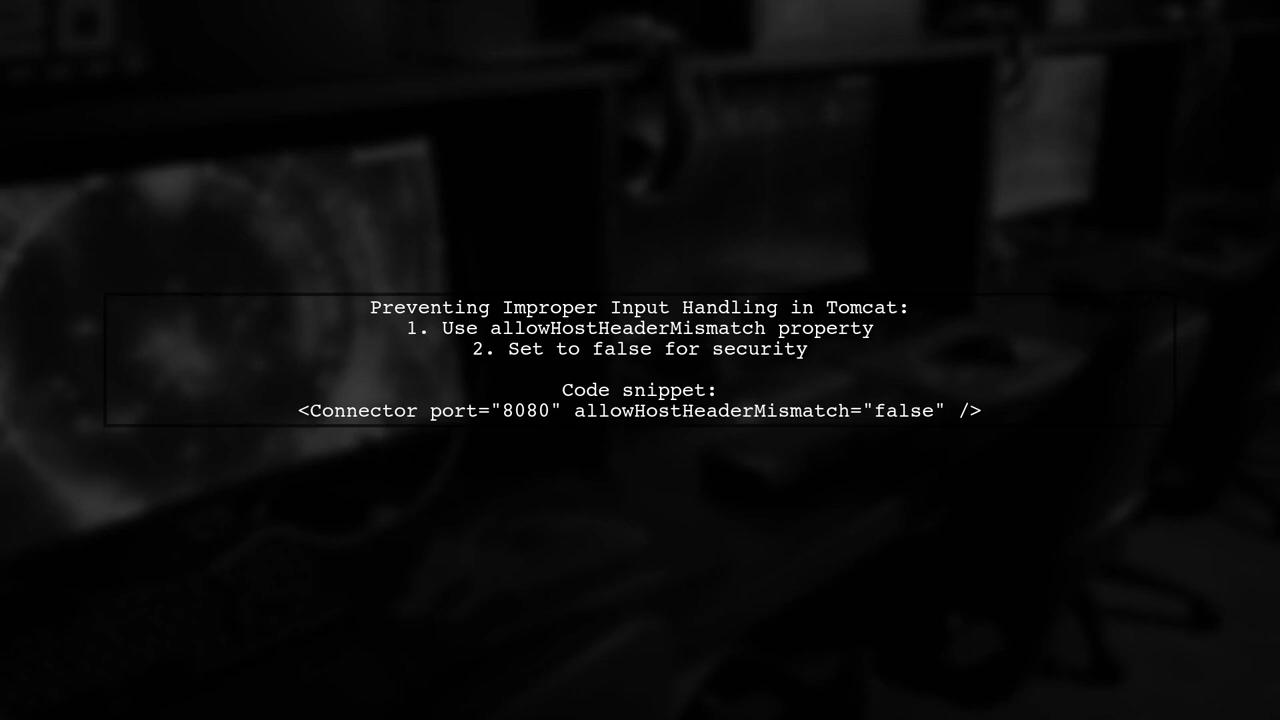 Preventing Improper Input Handling in Tomcat:
1. Use allowHostHeaderMismatch property
2. Set to false for security
Code snippet:
<Connector port="8080" allowHostHeaderMismatch="false" />